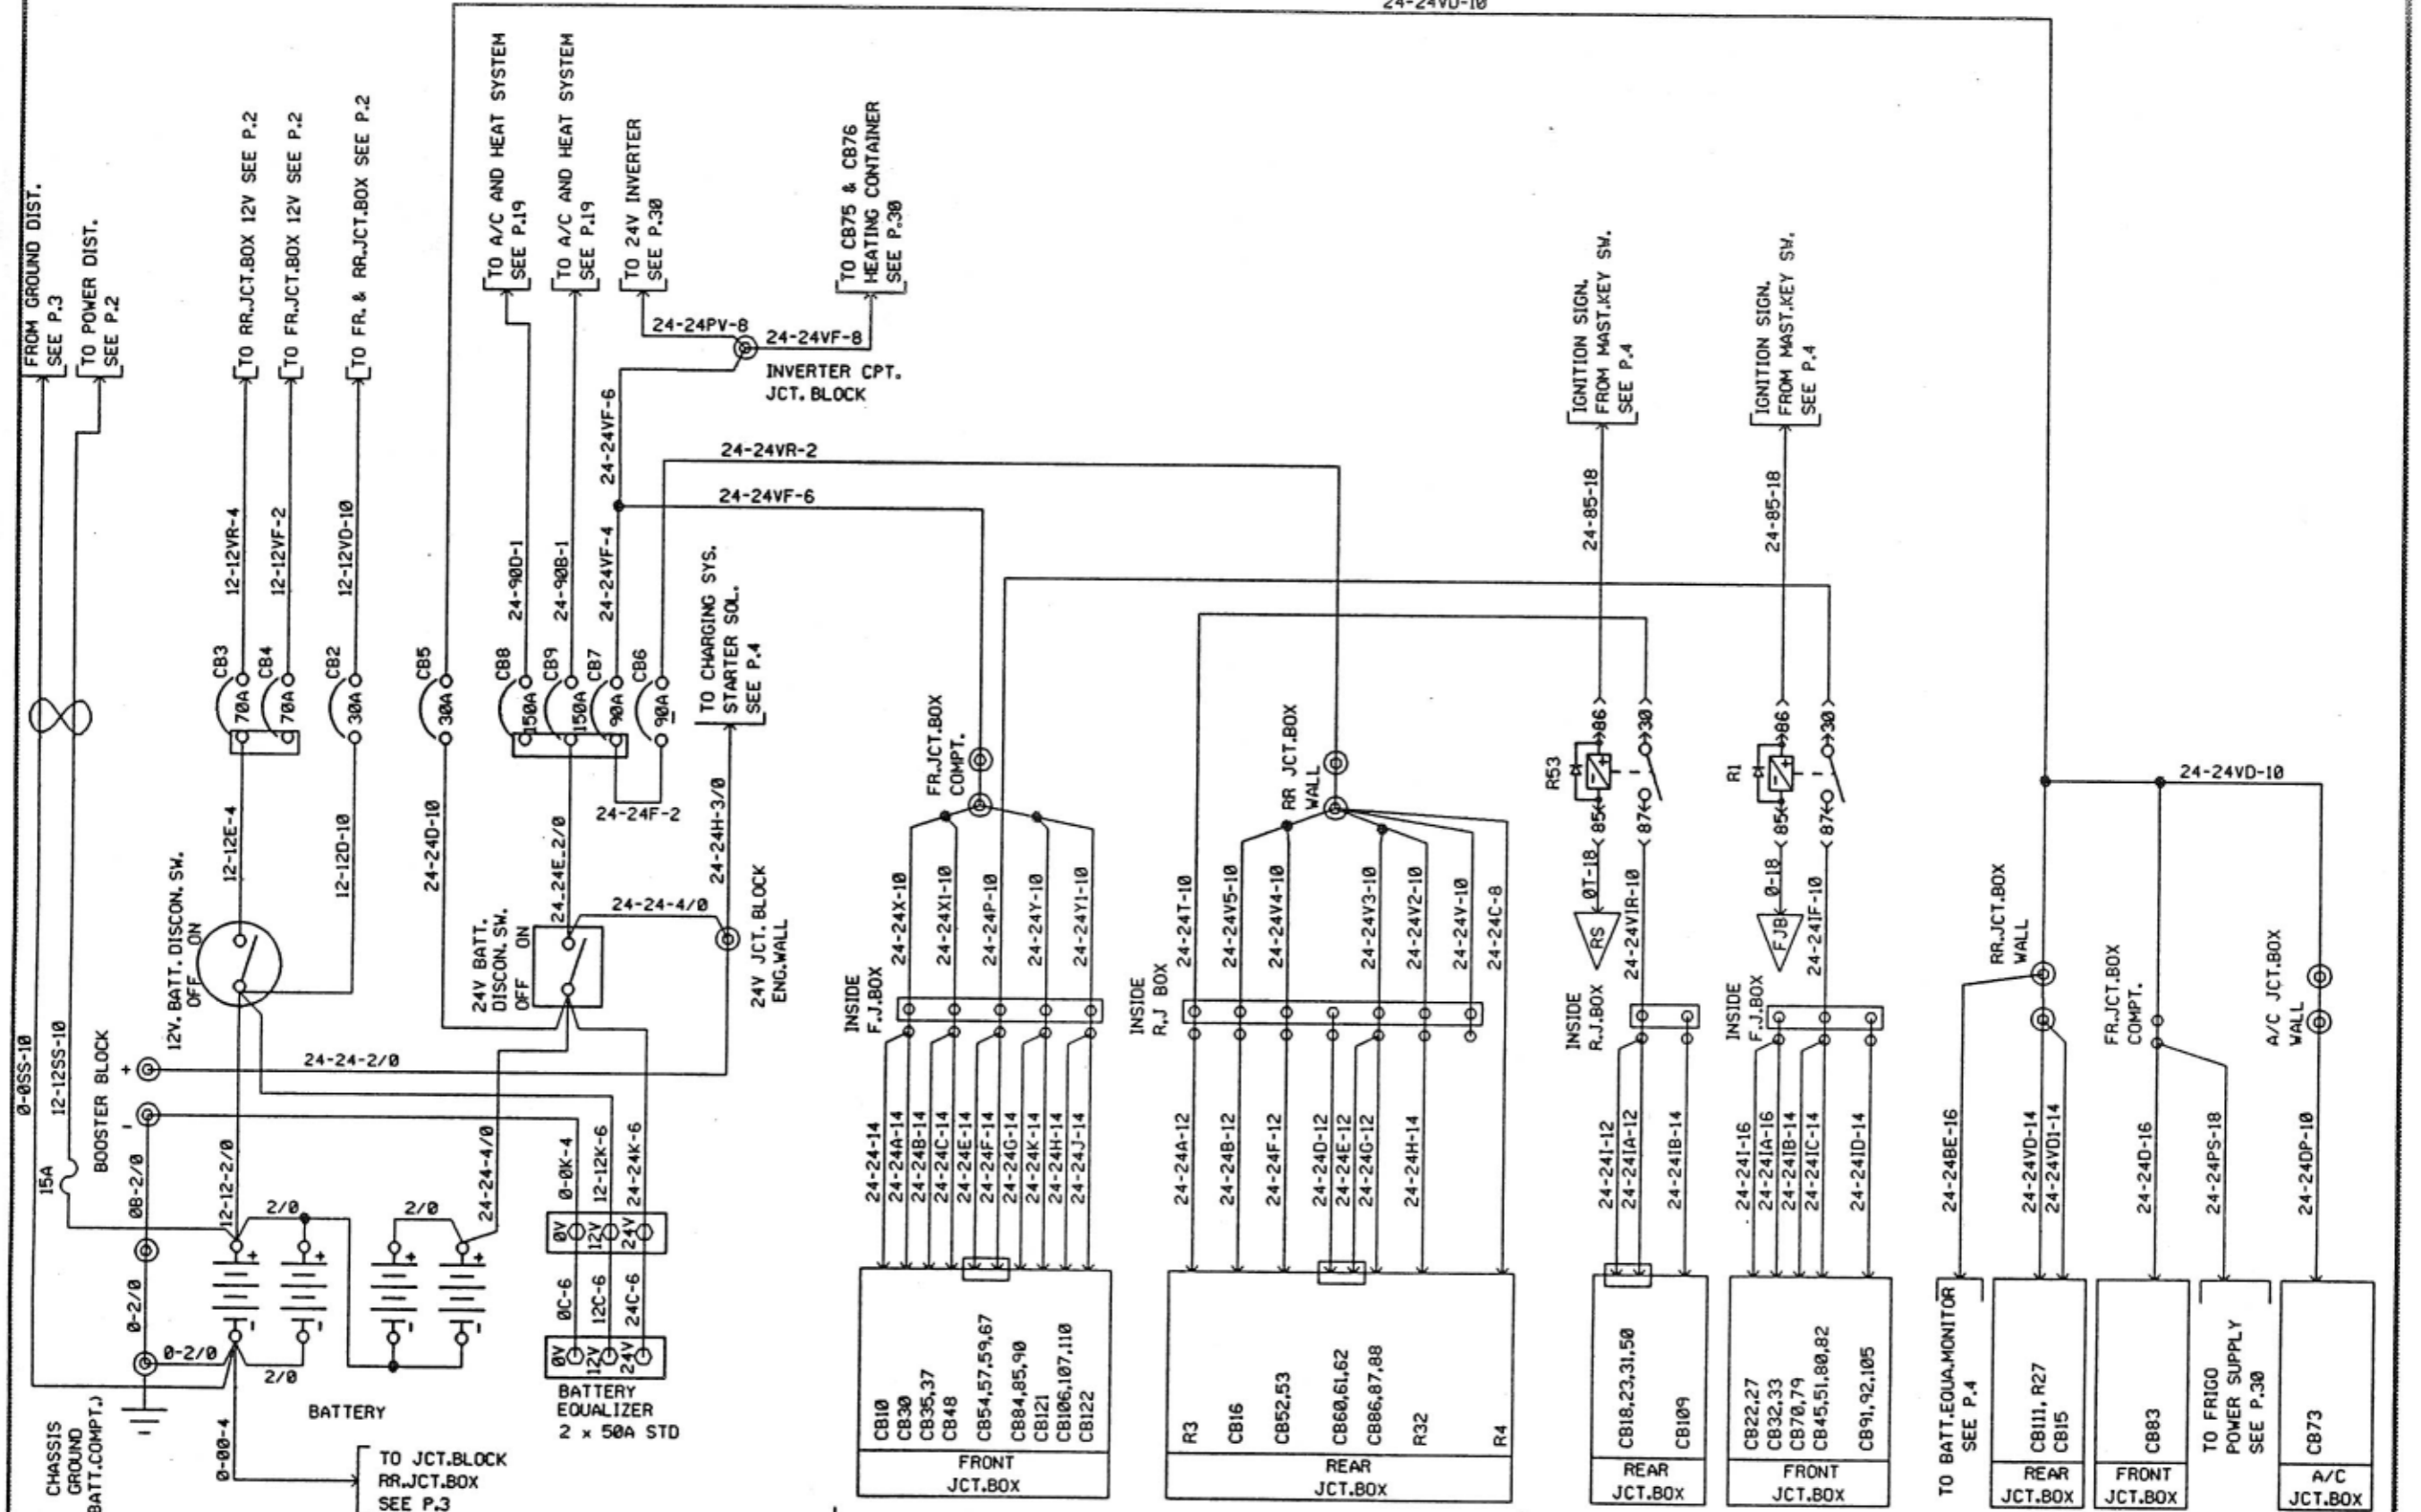 24-24VD-10
FROM GROUND DIST.
SEE P.3
TO POWER DIST.
SEE P.2
TO RR.JCT.BOX 12V SEE P.2
TO FR.JCT.BOX 12V SEE P.2
TO FR. & RR.JCT.BOX SEE P.2
TO A/C AND HEAT SYSTEM
SEE P.19
TO A/C AND HEAT SYSTEM
SEE P.19
TO 24V INVERTER
SEE P.30
TO CB75 & CB76
HEATING CONTAINER
SEE P.30
24-24PV-8
24-24VF-8
INVERTER CPT.
JCT. BLOCK
IGNITION SIGN.
FROM MAST.KEY SW.
SEE P.4
IGNITION SIGN.
FROM MAST.KEY SW.
SEE P.4
12-12VR-4
12-12VF-2
12-12VD-10
24-90D-1
24-90B-1
24-24VF-4
24-24VF-6
24-24VR-2
24-24VF-6
24-85-18
24-85-18
CB3
70A
CB4
70A
CB2
30A
CB5
30A
CB8
150A
CB9
150A
CB7
90A
CB6
90A
TO CHARGING SYS.
STARTER SOL.
SEE P.4
12-12E-4
12-12D-10
24-24D-10
24-24E-2/0
24-24F-2
24-24H-3/0
FR.JCT.BOX
COMPT.
RR JCT.BOX
WALL
R53
86
30
85
87
R1
86
30
85
87
24-24VD-10
12V. BATT. DISCON. SW.
OFF ON
24V BATT.
DISCON. SW.
OFF ON
24-24-4/0
24V JCT. BLOCK
ENG.WALL
24-24X-10
24-24X1-10
24-24P-10
24-24Y-10
24-24Y1-10
24-24T-10
24-24V5-10
24-24V4-10
24-24V3-10
24-24V2-10
24-24V-10
24-24C-8
0T-18
RS
24-24V1R-10
0-18
FJB
24-24IF-10
INSIDE
F.J.BOX
INSIDE
R.J BOX
INSIDE
R.J.BOX
INSIDE
F.J.BOX
RR.JCT.BOX
WALL
FR.JCT.BOX
COMPT.
A/C JCT.BOX
WALL
0-0SS-10
12-12SS-10
15A
BOOSTER BLOCK
+
-
24-24-2/0
0B-2/0
0-2/0
12-12-2/0
2/0
2/0
24-24-4/0
0-0K-4
12-12K-6
24-24K-6
0V
12V
24V
0C-6
12C-6
24C-6
0V
12V
24V
BATTERY
EQUALIZER
2 x 50A STD
0-2/0
2/0
BATTERY
CHASSIS
GROUND
BATT.COMPT.)
0-00-4
TO JCT.BLOCK
RR.JCT.BOX
SEE P.3
24-24-14
24-24A-14
24-24B-14
24-24C-14
24-24E-14
24-24F-14
24-24G-14
24-24K-14
24-24H-14
24-24J-14
CB10
CB30
CB35,37
CB48
CB54,57,59,67
CB84,85,90
CB121
CB106,107,110
CB122
FRONT
JCT.BOX
24-24A-12
24-24B-12
24-24F-12
24-24D-12
24-24E-12
24-24G-12
24-24H-14
R3
CB16
CB52,53
CB60,61,62
CB86,87,88
R32
R4
REAR
JCT.BOX
24-24I-12
24-24IA-12
24-24IB-14
CB18,23,31,50
CB109
REAR
JCT.BOX
24-24I-16
24-24IA-16
24-24IB-14
24-24IC-14
24-24ID-14
CB22,27
CB32,33
CB70,79
CB45,51,80,82
CB91,92,105
FRONT
JCT.BOX
24-24BE-16
TO BATT.EQUA.MONITOR
SEE P.4
24-24VD-14
24-24VD1-14
CB11, R27
CB15
REAR
JCT.BOX
24-24D-16
CB83
FRONT
JCT.BOX
24-24PS-18
TO FRIGO
POWER SUPPLY
SEE P.30
24-24DP-10
CB73
A/C
JCT.BOX